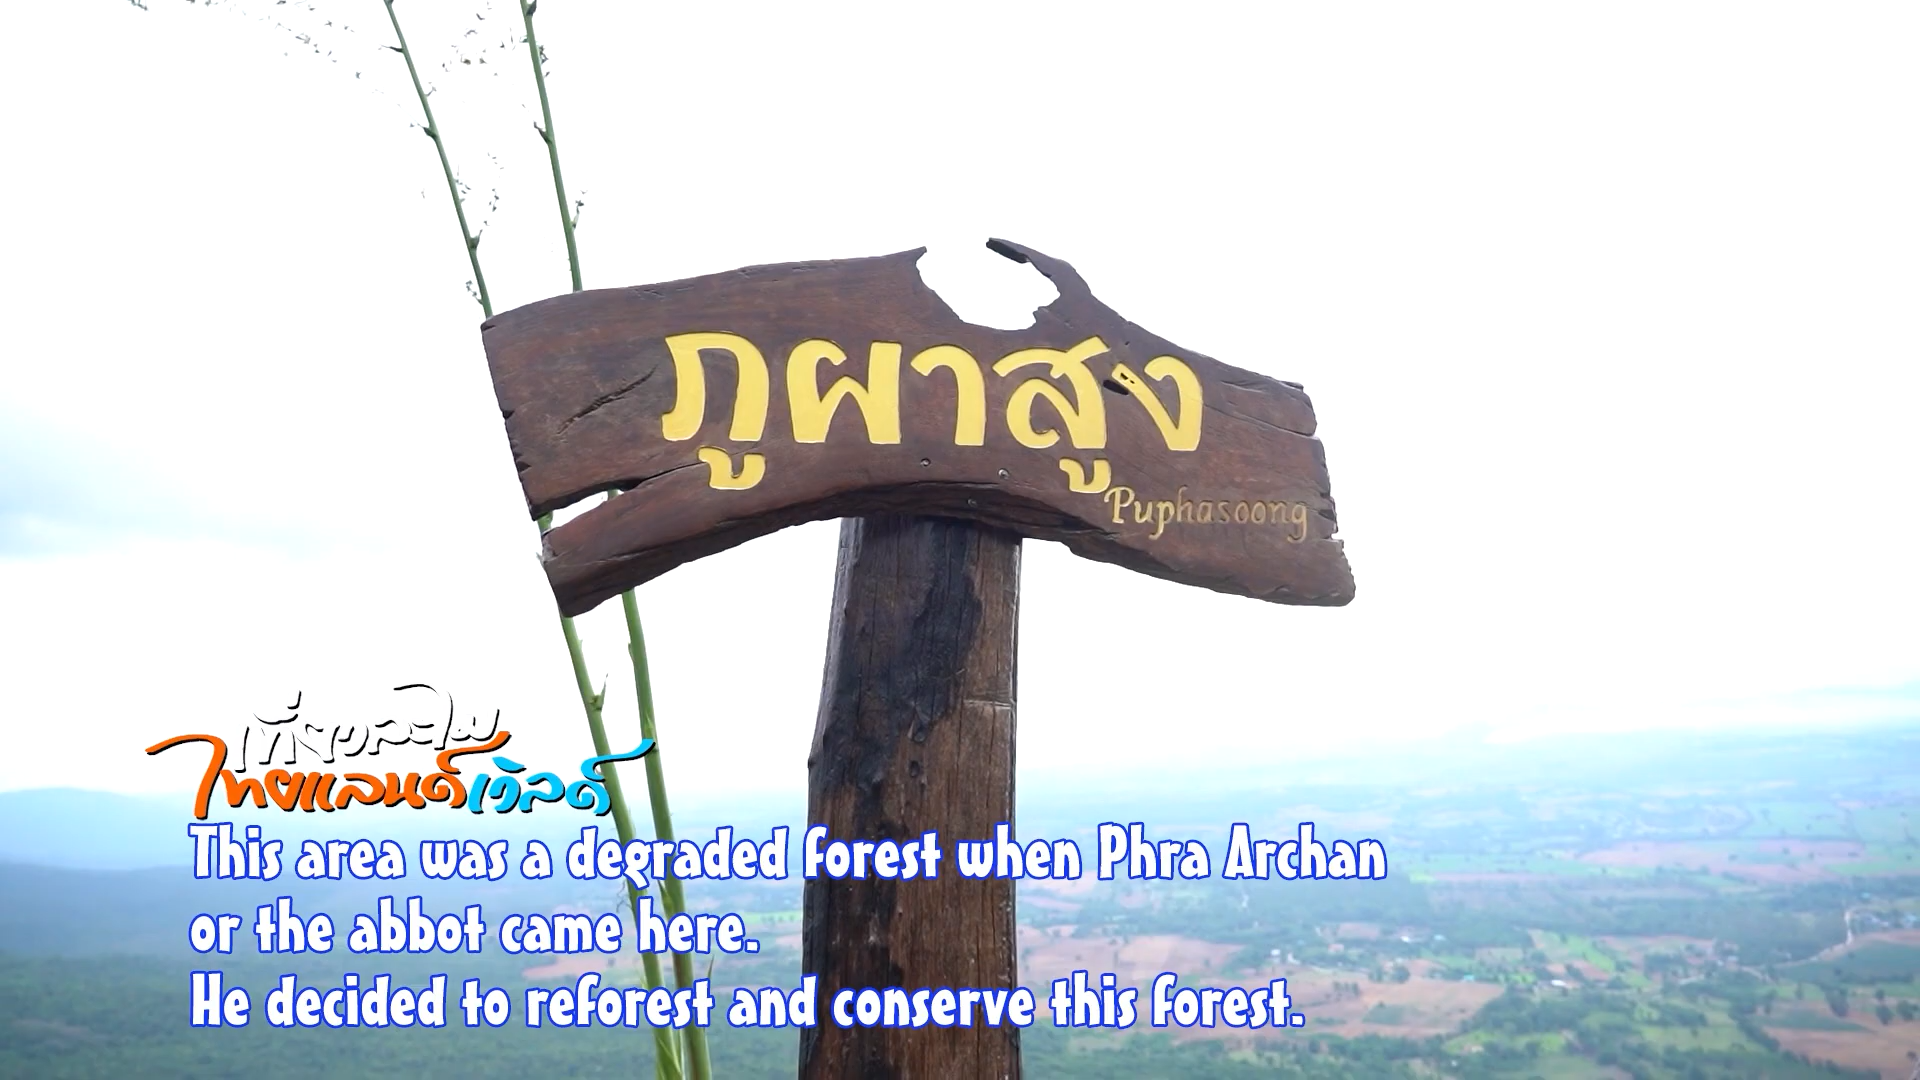 ภูผาสูง
Puphasoong
เที่ยวละไม
ไทยแลนด์เวิลด์
This area was a degraded forest when Phra Archan
or the abbot came here.
He decided to reforest and conserve this forest.